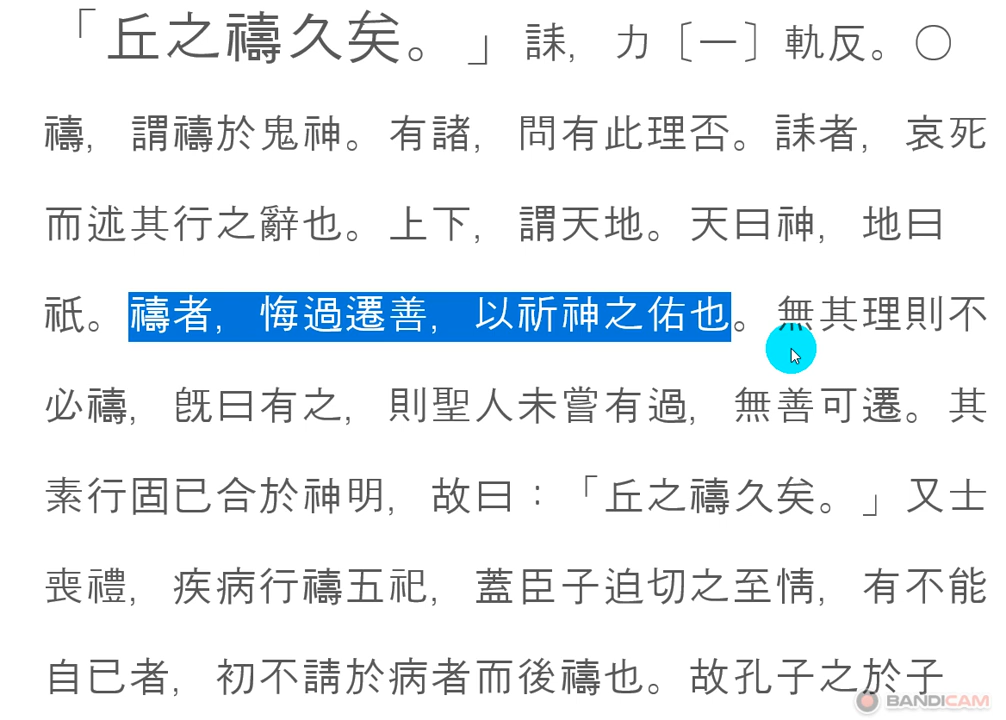 「丘之禱久矣。」誄，力〔一〕軌反。○
禱，謂禱於鬼神。有諸，問有此理否。誄者，哀死
而述其行之辭也。上下，謂天地。天曰神，地曰
祇。禱者，悔過遷善，以祈神之佑也。無其理則不
必禱，旣曰有之，則聖人未嘗有過，無善可遷。其
素行固已合於神明，故曰：「丘之禱久矣。」又士
喪禮，疾病行禱五祀，蓋臣子迫切之至情，有不能
自已者，初不請於病者而後禱也。故孔子之於子
BANDICAM